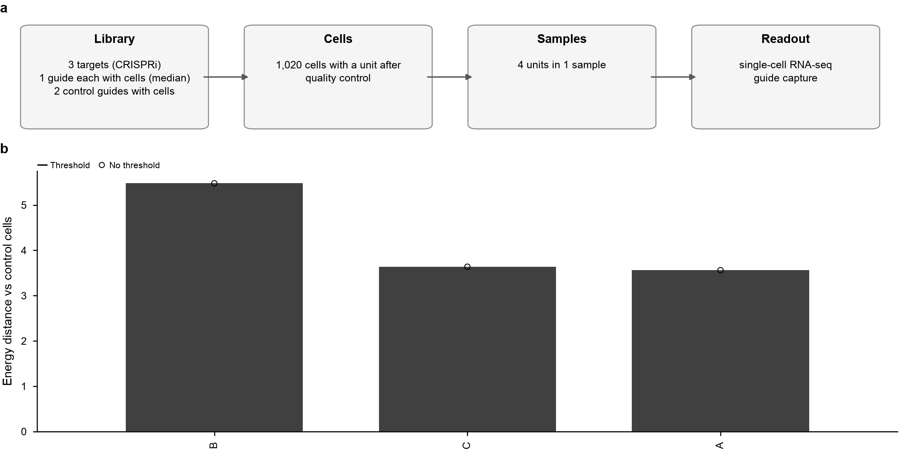 a
Library
3 targets (CRISPRi)
1 guide each with cells (median)
2 control guides with cells
Cells
1,020 cells with a unit after
quality control
Samples
4 units in 1 sample
Readout
single-cell RNA-seq
guide capture
b
Threshold
No threshold
Energy distance vs control cells
5
4
3
2
1
0
B
C
A